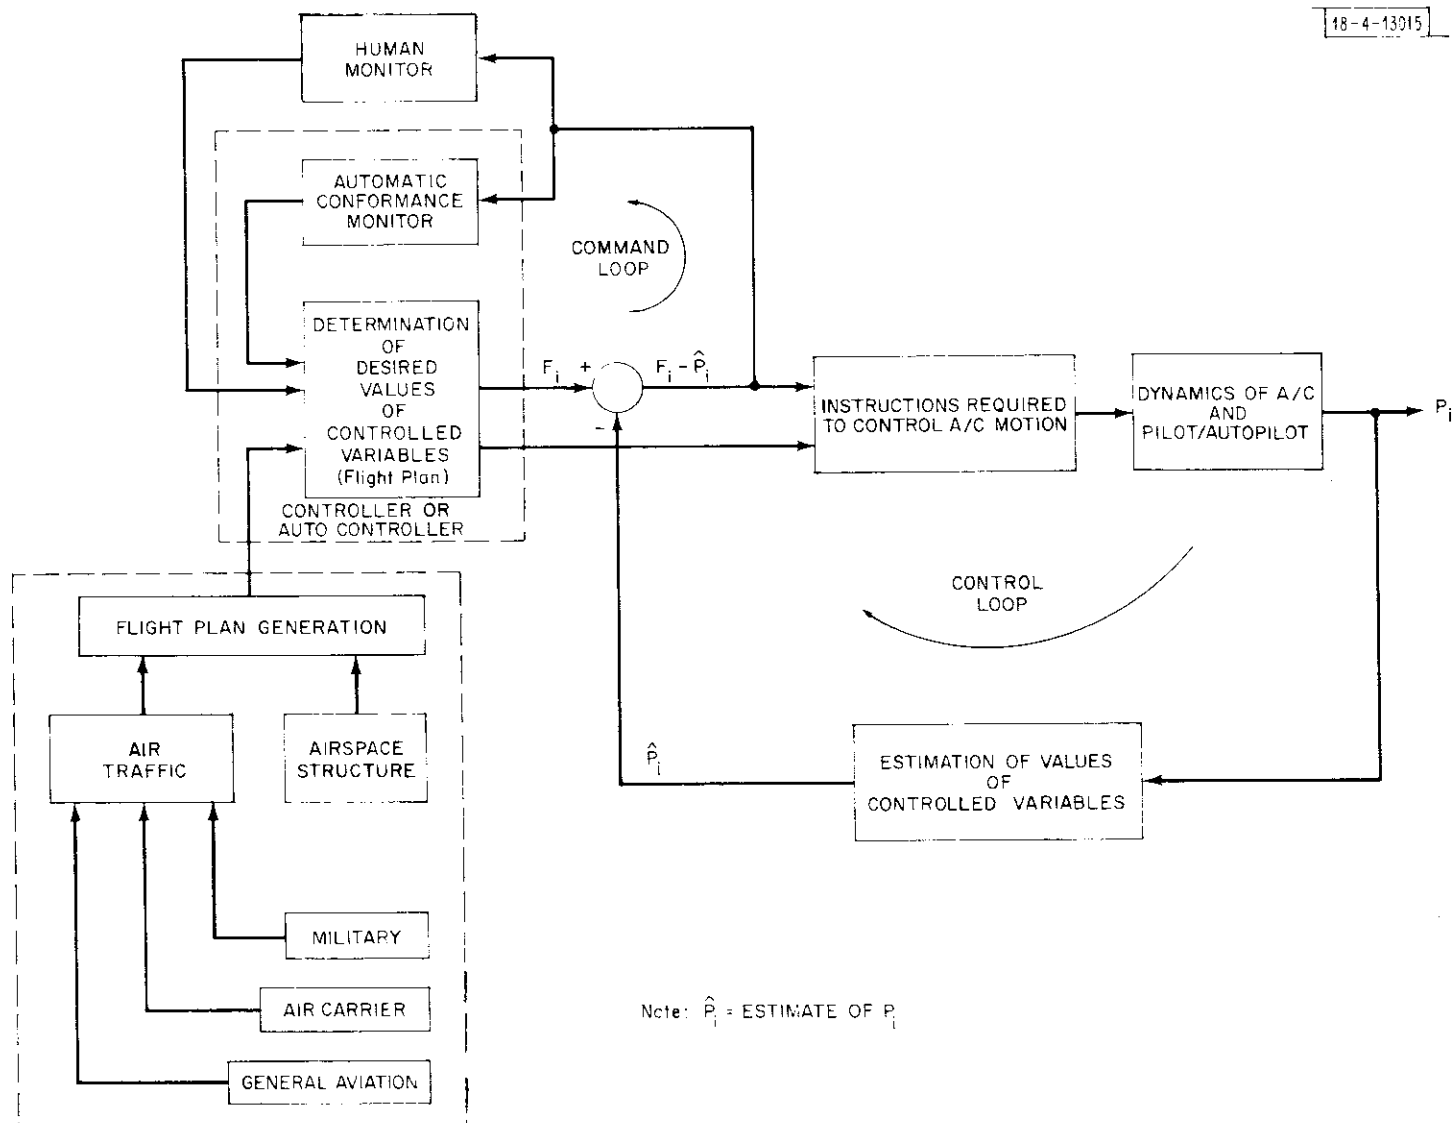 18-4-13015
HUMAN
MONITOR
AUTOMATIC
CONFORMANCE
MONITOR
COMMAND
LOOP
DETERMINATION
OF
DESIRED
VALUES
OF
CONTROLLED
VARIABLES
(Flight Plan)
CONTROLLER OR
AUTO CONTROLLER
F_i +
-
F_i - P̂_i
INSTRUCTIONS REQUIRED
TO CONTROL A/C MOTION
DYNAMICS OF A/C
AND
PILOT/AUTOPILOT
P_i
CONTROL
LOOP
FLIGHT PLAN GENERATION
AIR
TRAFFIC
AIRSPACE
STRUCTURE
P̂_i
ESTIMATION OF VALUES
OF
CONTROLLED VARIABLES
MILITARY
AIR CARRIER
GENERAL AVIATION
Note: P̂_i = ESTIMATE OF P_i